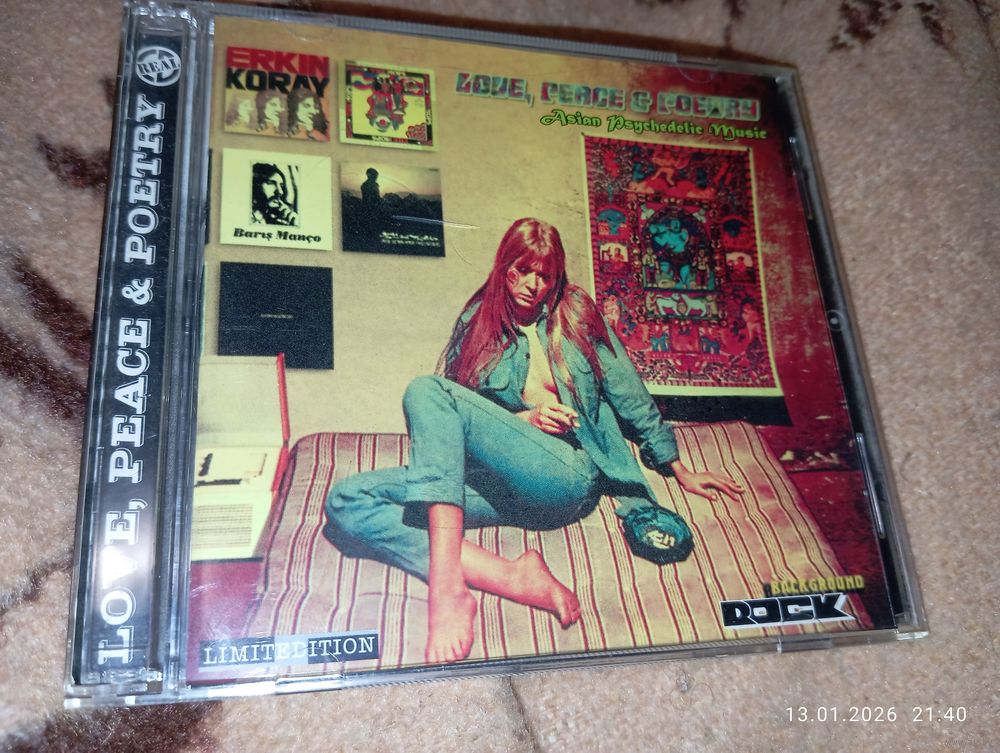 LOVE, PEACE & POETRY
REAL
ERKIN
KORAY
LOVE, PEACE & POETRY
Asian Psychedelic Music
Barış Manço
BACKGROUND
ROCK
LIMITEDITION
13.01.2026 21:40